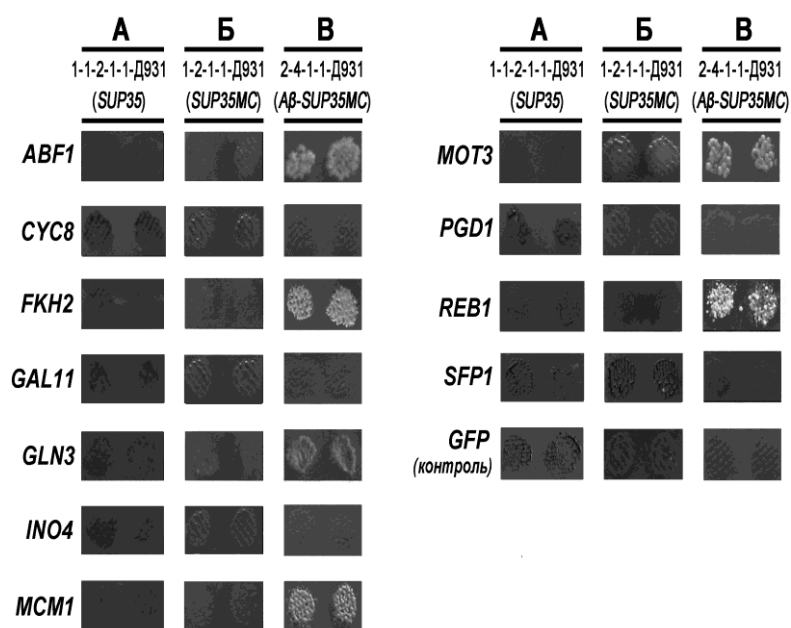 А Б В
1-1-2-1-1-Д931 1-2-1-1-Д931 2-4-1-1-Д931
(SUP35) (SUP35MC) (Aβ-SUP35MC)
ABF1
CYC8
FKH2
GAL11
GLN3
INO4
MCM1
А Б В
1-1-2-1-1-Д931 1-2-1-1-Д931 2-4-1-1-Д931
(SUP35) (SUP35MC) (Aβ-SUP35MC)
MOT3
PGD1
REB1
SFP1
GFP
(контроль)